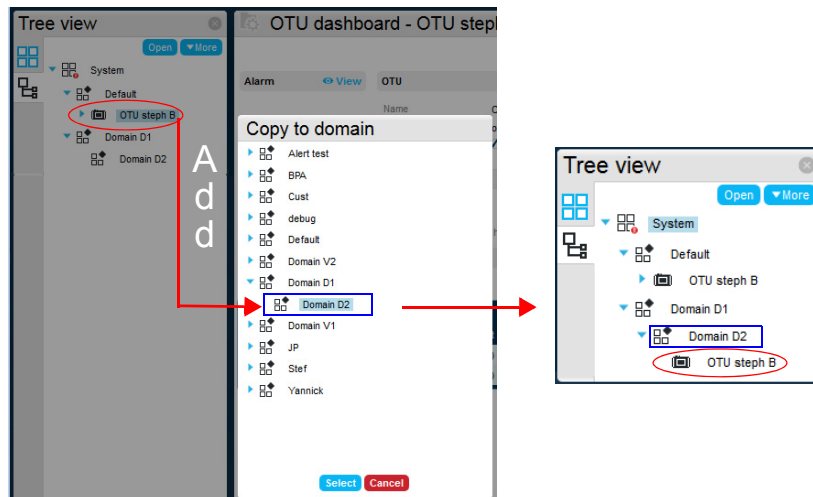 Tree view
Open
More
System
Default
OTU steph B
Domain D1
Domain D2
Add
OTU dashboard - OTU step
Alarm
View
OTU
Name
Copy to domain
Alert test
BPA
Cust
debug
Default
Domain V2
Domain D1
Domain D2
Domain V1
JP
Stef
Yannick
Select
Cancel
Tree view
Open
More
System
Default
OTU steph B
Domain D1
Domain D2
OTU steph B